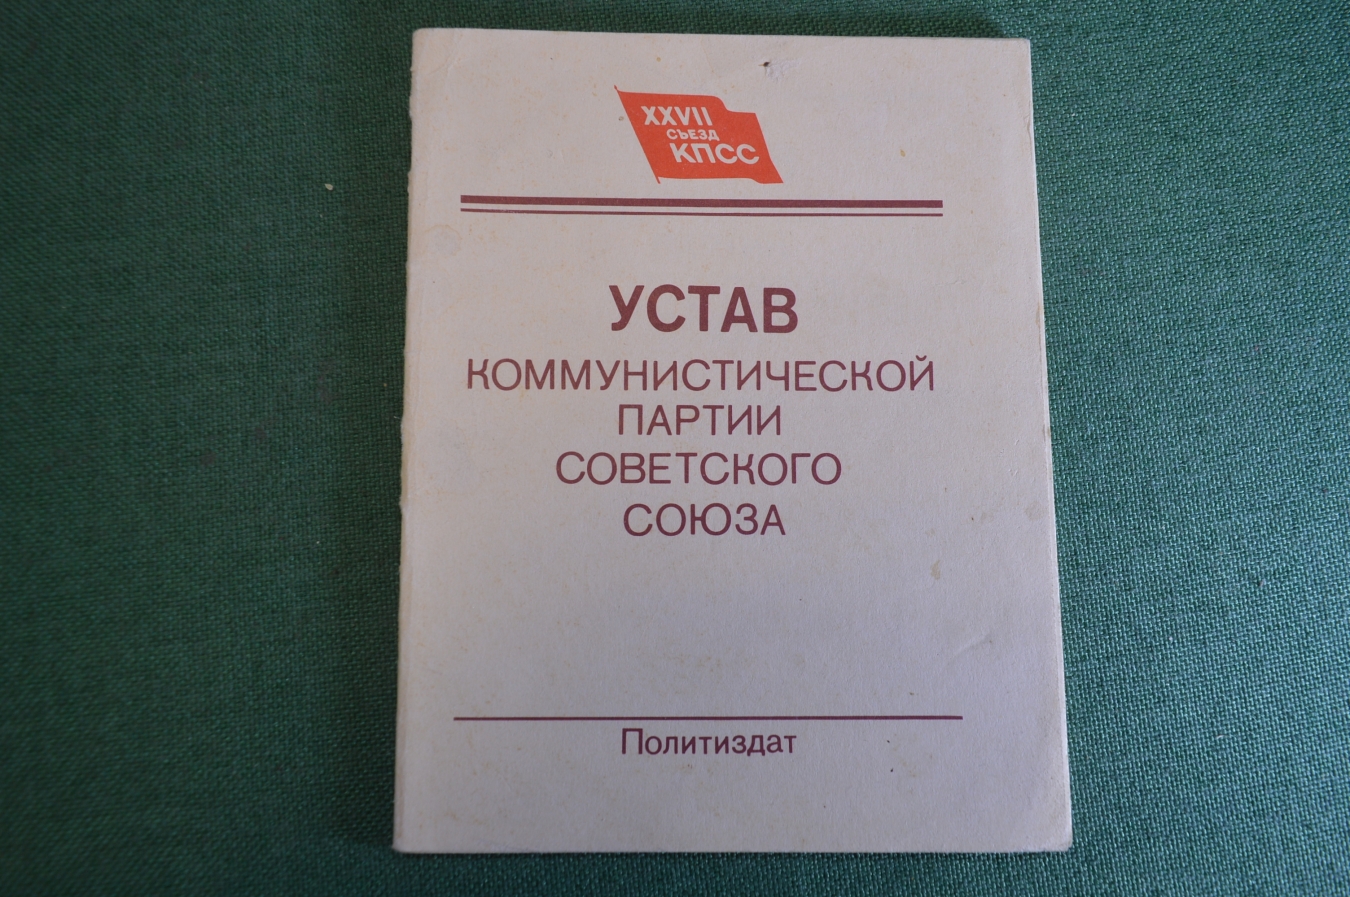 XXVII
СЪЕЗД
КПСС
УСТАВ
КОММУНИСТИЧЕСКОЙ
ПАРТИИ
СОВЕТСКОГО
СОЮЗА
Политиздат